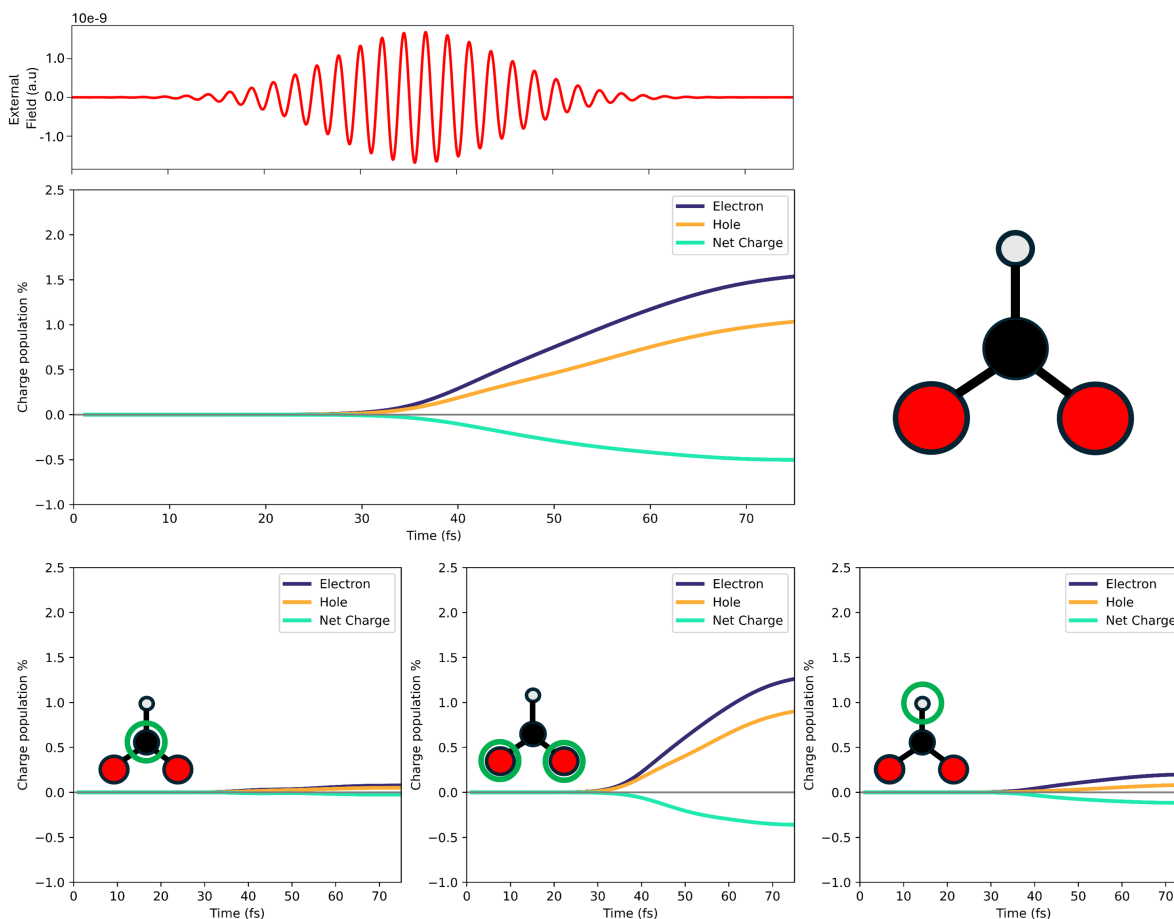 10e-9
1.0
0.0
-1.0
External
Field (a.u)
2.5
2.0
1.5
1.0
0.5
0.0
−0.5
−1.0
Charge population %
Electron
Hole
Net Charge
0 10 20 30 40 50 60 70
Time (fs)
2.5
2.0
1.5
1.0
0.5
0.0
−0.5
−1.0
Charge population %
Electron
Hole
Net Charge
0 10 20 30 40 50 60 70
Time (fs)
2.5
2.0
1.5
1.0
0.5
0.0
−0.5
−1.0
Charge population %
Electron
Hole
Net Charge
0 10 20 30 40 50 60 70
Time (fs)
2.5
2.0
1.5
1.0
0.5
0.0
−0.5
−1.0
Charge population %
Electron
Hole
Net Charge
0 10 20 30 40 50 60 70
Time (fs)